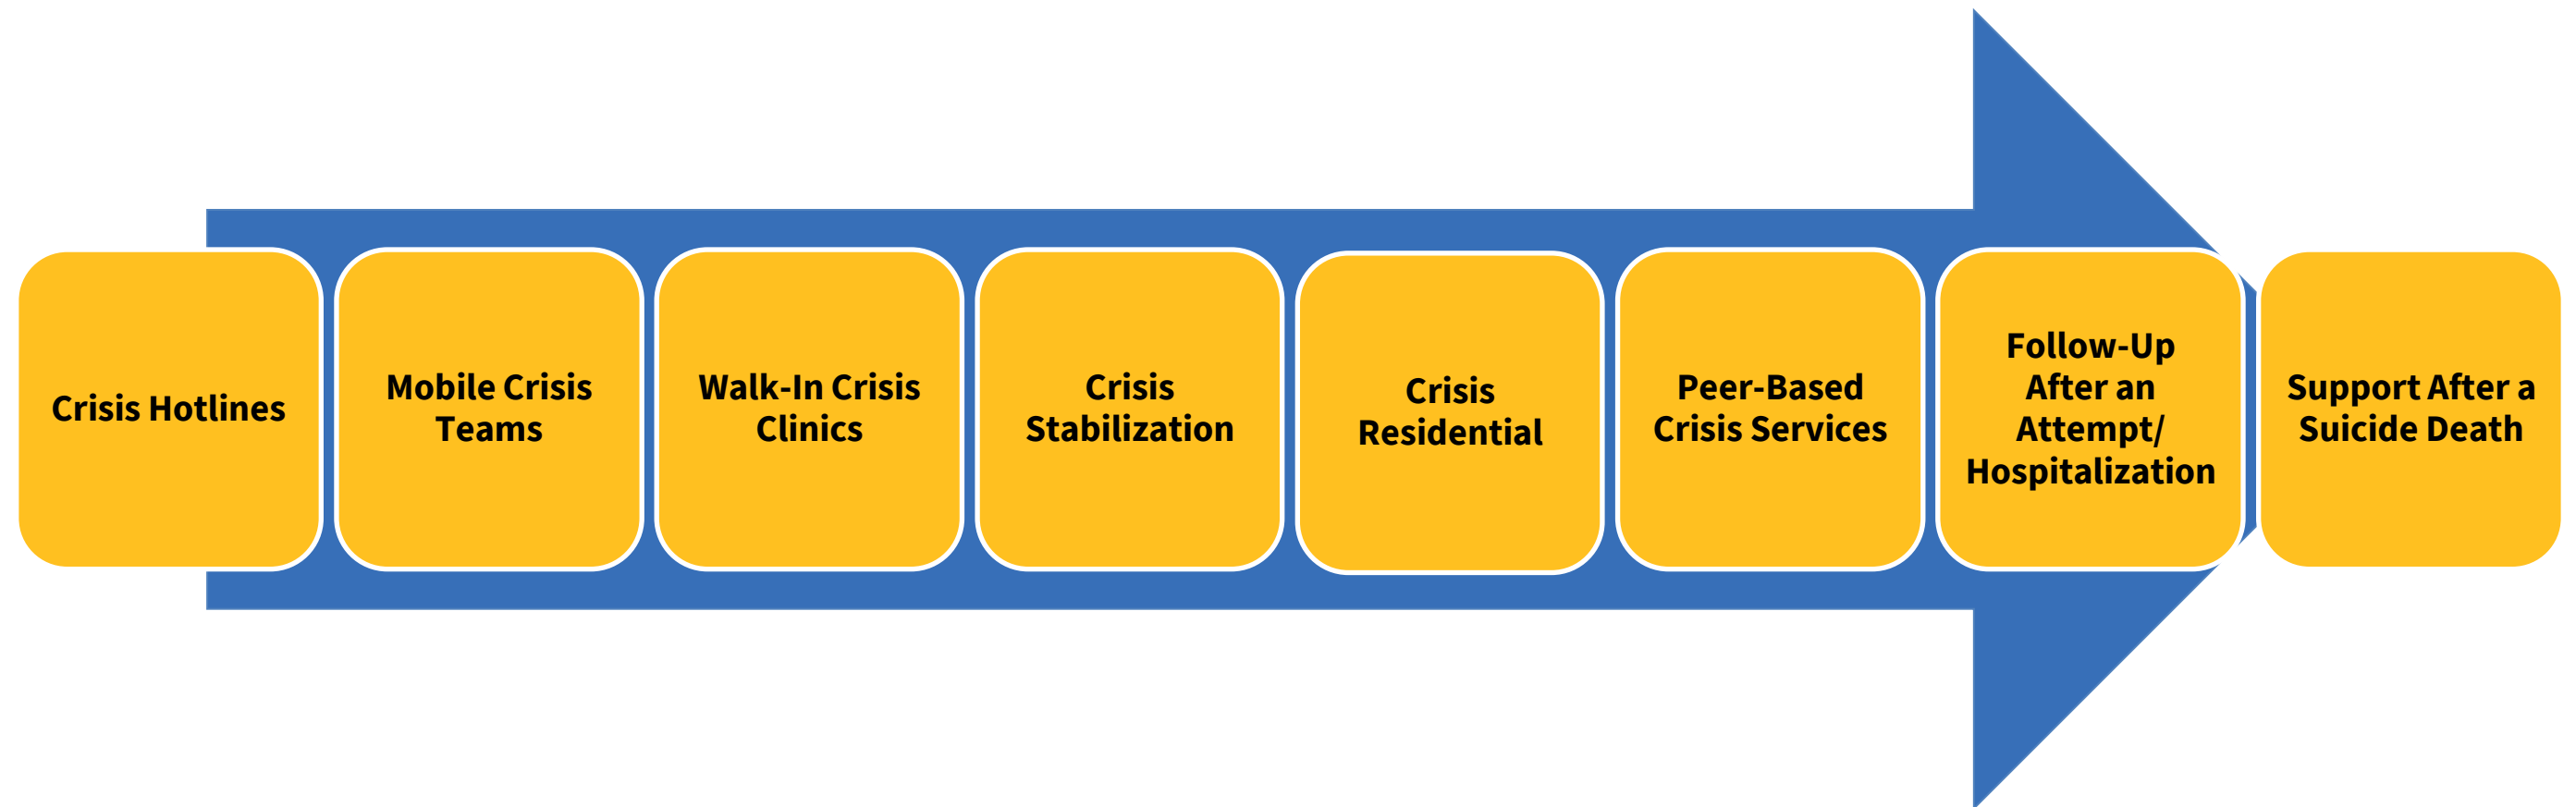 Crisis Hotlines
Mobile Crisis
Teams
Walk-In Crisis
Clinics
Crisis
Stabilization
Crisis
Residential
Peer-Based
Crisis Services
Follow-Up
After an
Attempt/
Hospitalization
Support After a
Suicide Death